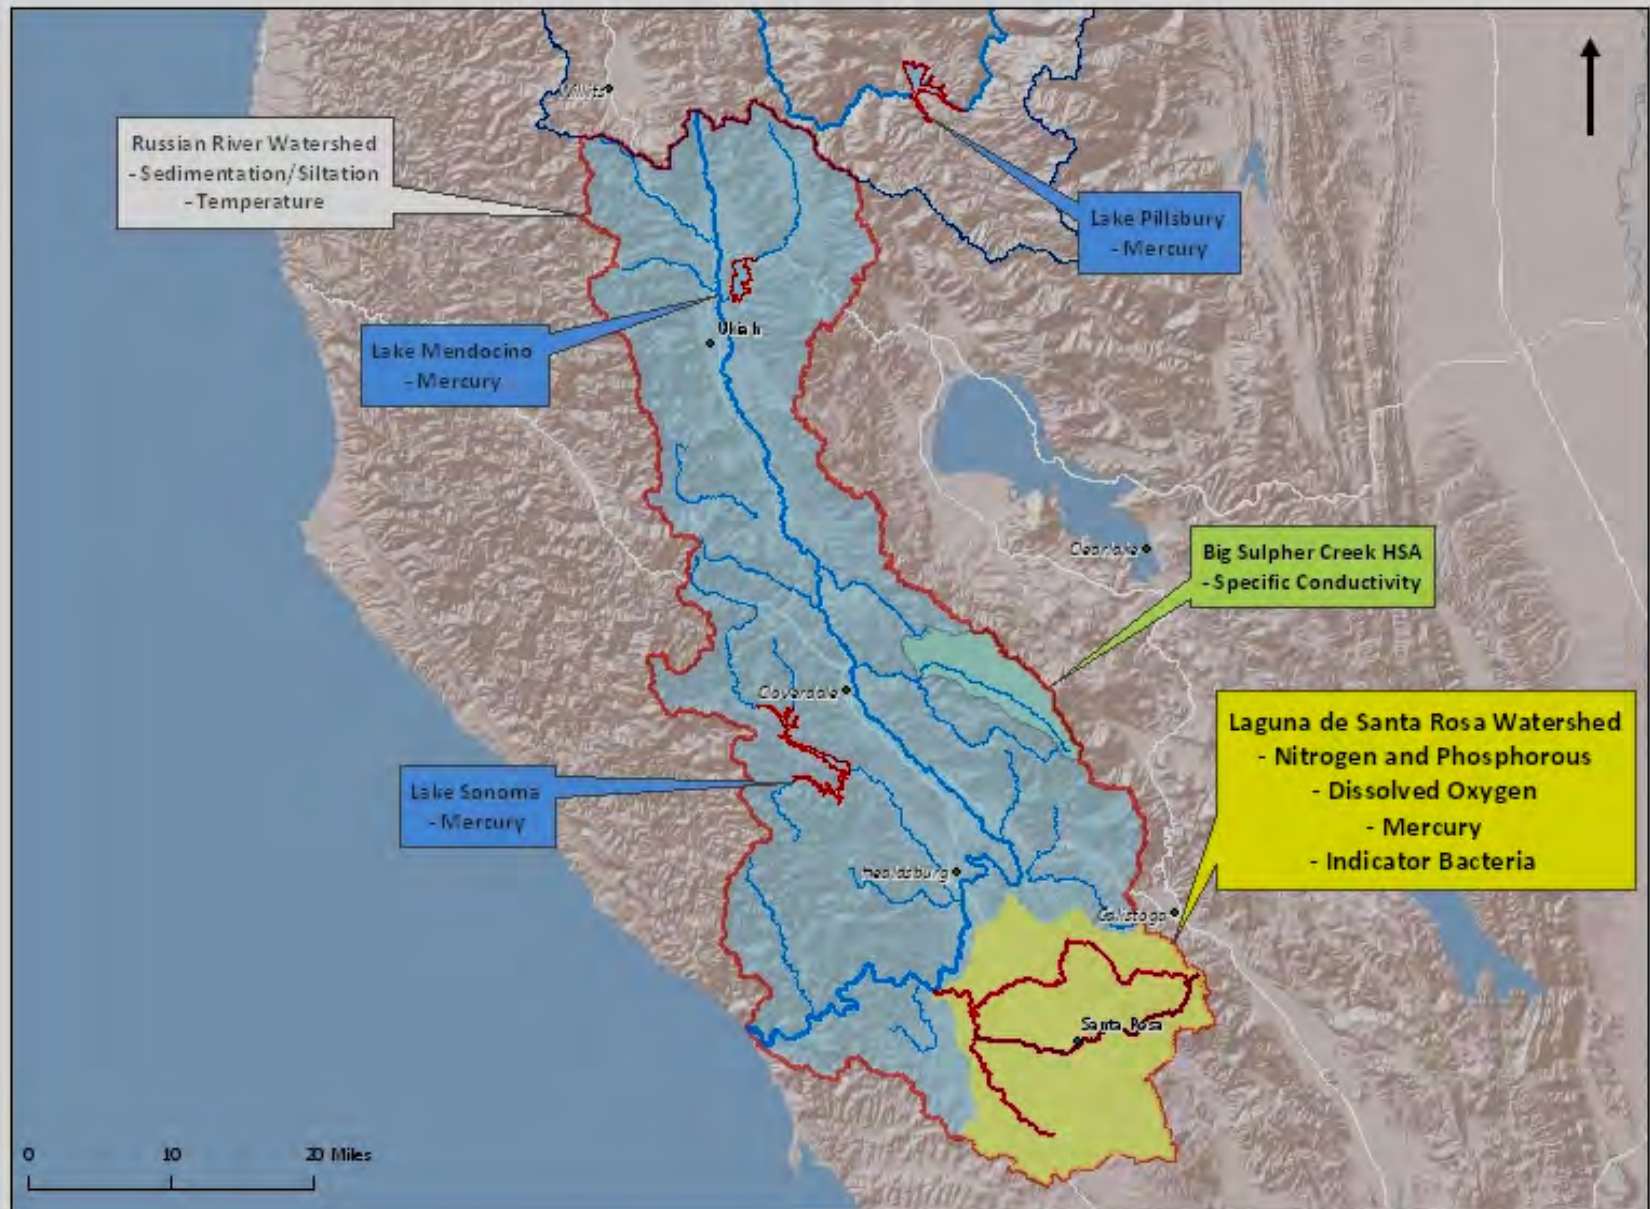 Willits
Russian River Watershed
- Sedimentation/Siltation
- Temperature
Lake Pillsbury
- Mercury
Ukiah
Lake Mendocino
- Mercury
Clearlake
Big Sulpher Creek HSA
- Specific Conductivity
Cloverdale
Laguna de Santa Rosa Watershed
- Nitrogen and Phosphorous
- Dissolved Oxygen
- Mercury
- Indicator Bacteria
Lake Sonoma
- Mercury
Healdsburg
Calistoga
Santa Rosa
0 10 20 Miles